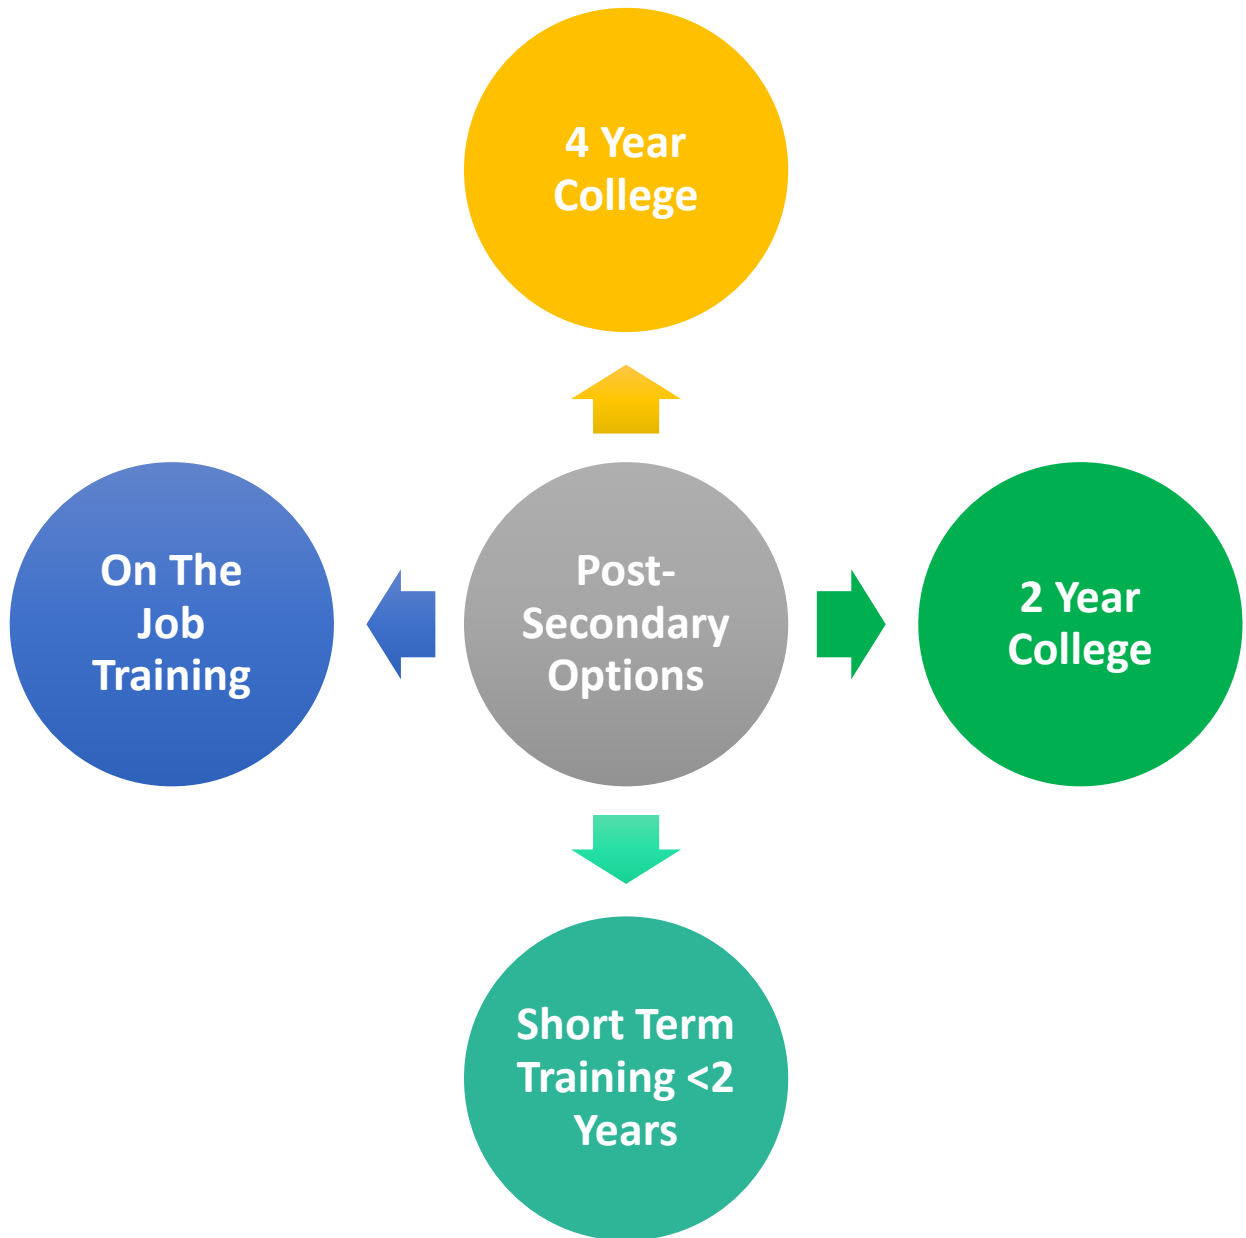 4 Year
College
On The
Job
Training
Post-
Secondary
Options
2 Year
College
Short Term
Training <2
Years